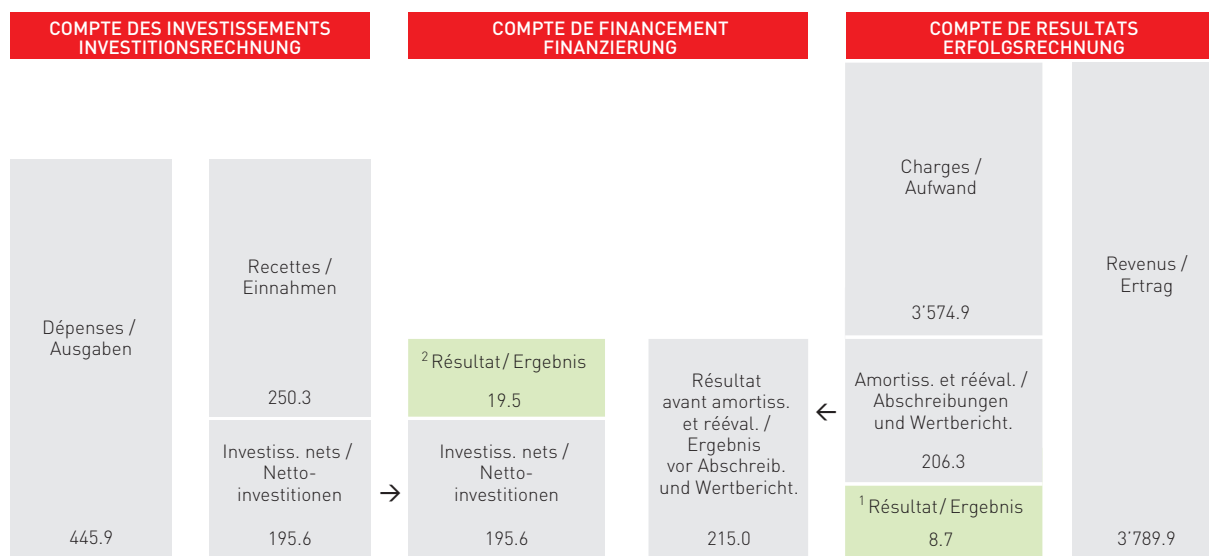 COMPTE DES INVESTISSEMENTS
INVESTITIONSRECHNUNG
COMPTE DE FINANCEMENT
FINANZIERUNG
COMPTE DE RESULTATS
ERFOLGSRECHNUNG
Dépenses /
Ausgaben
445.9
Recettes /
Einnahmen
250.3
Investiss. nets /
Netto-
investitionen
195.6
→
2 Résultat / Ergebnis
19.5
Investiss. nets /
Netto-
investitionen
195.6
Résultat
avant amortiss.
et rééval. /
Ergebnis
vor Abschreib.
und Wertbericht.
215.0
←
Charges /
Aufwand
3’574.9
Amortiss. et rééval. /
Abschreibungen
und Wertbericht.
206.3
1 Résultat / Ergebnis
8.7
Revenus /
Ertrag
3’789.9